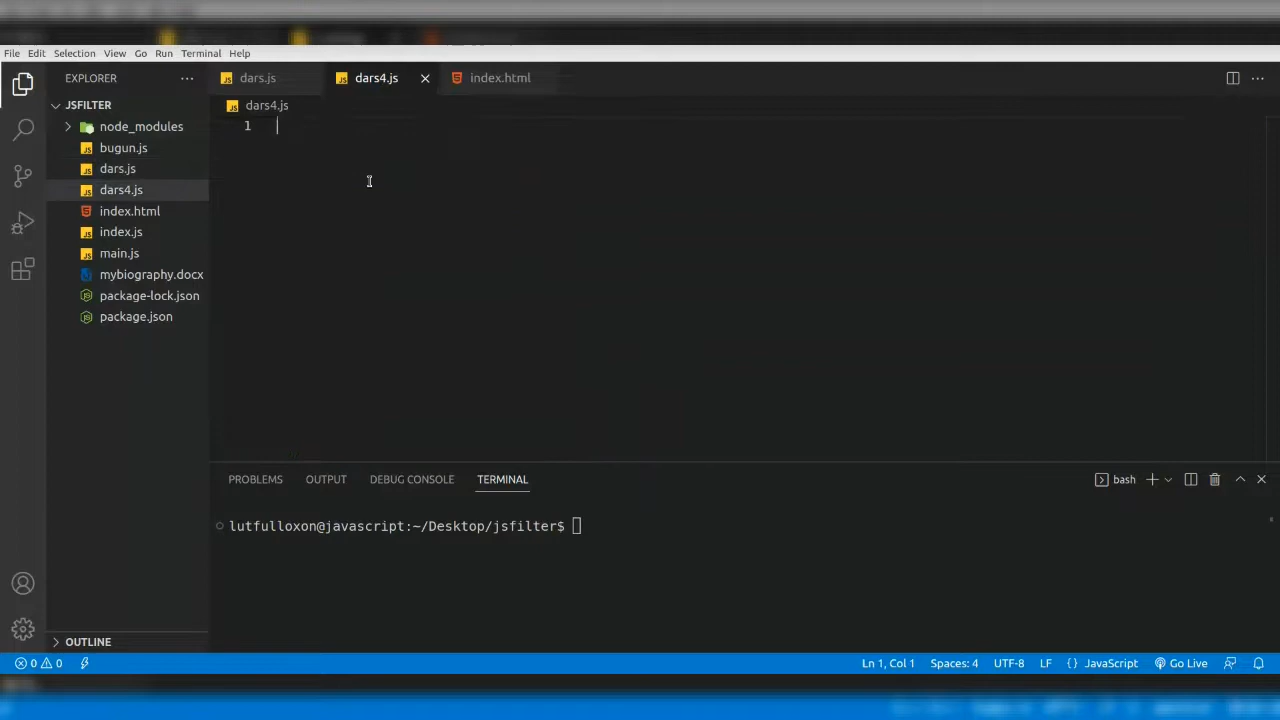 File Edit Selection View Go Run Terminal Help
EXPLORER
dars.js
dars4.js
index.html
JSFILTER
dars4.js
node_modules
1
bugun.js
dars.js
dars4.js
index.html
index.js
main.js
mybiography.docx
package-lock.json
package.json
PROBLEMS OUTPUT DEBUG CONSOLE TERMINAL
bash
lutfulloxon@javascript:~/Desktop/jsfilter$
OUTLINE
0 0
Ln 1, Col 1 Spaces: 4 UTF-8 LF {} JavaScript Go Live